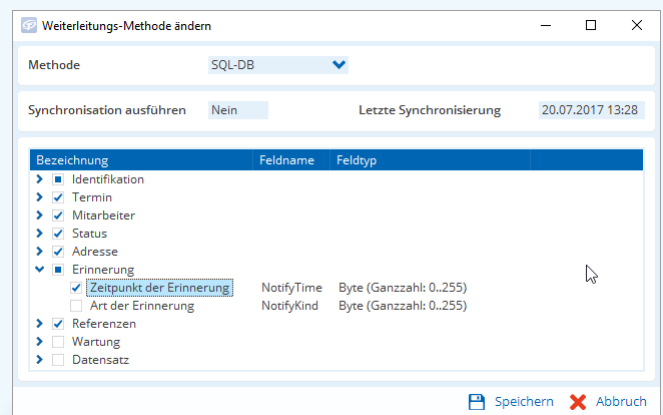 Weiterleitungs-Methode ändern
Methode SQL-DB
Synchronisation ausführen Nein Letzte Synchronisierung 20.07.2017 13:28
Bezeichnung Feldname Feldtyp
Identifikation
Termin
Mitarbeiter
Status
Adresse
Erinnerung
Zeitpunkt der Erinnerung NotifyTime Byte (Ganzzahl: 0..255)
Art der Erinnerung NotifyKind Byte (Ganzzahl: 0..255)
Referenzen
Wartung
Datensatz
Speichern Abbruch